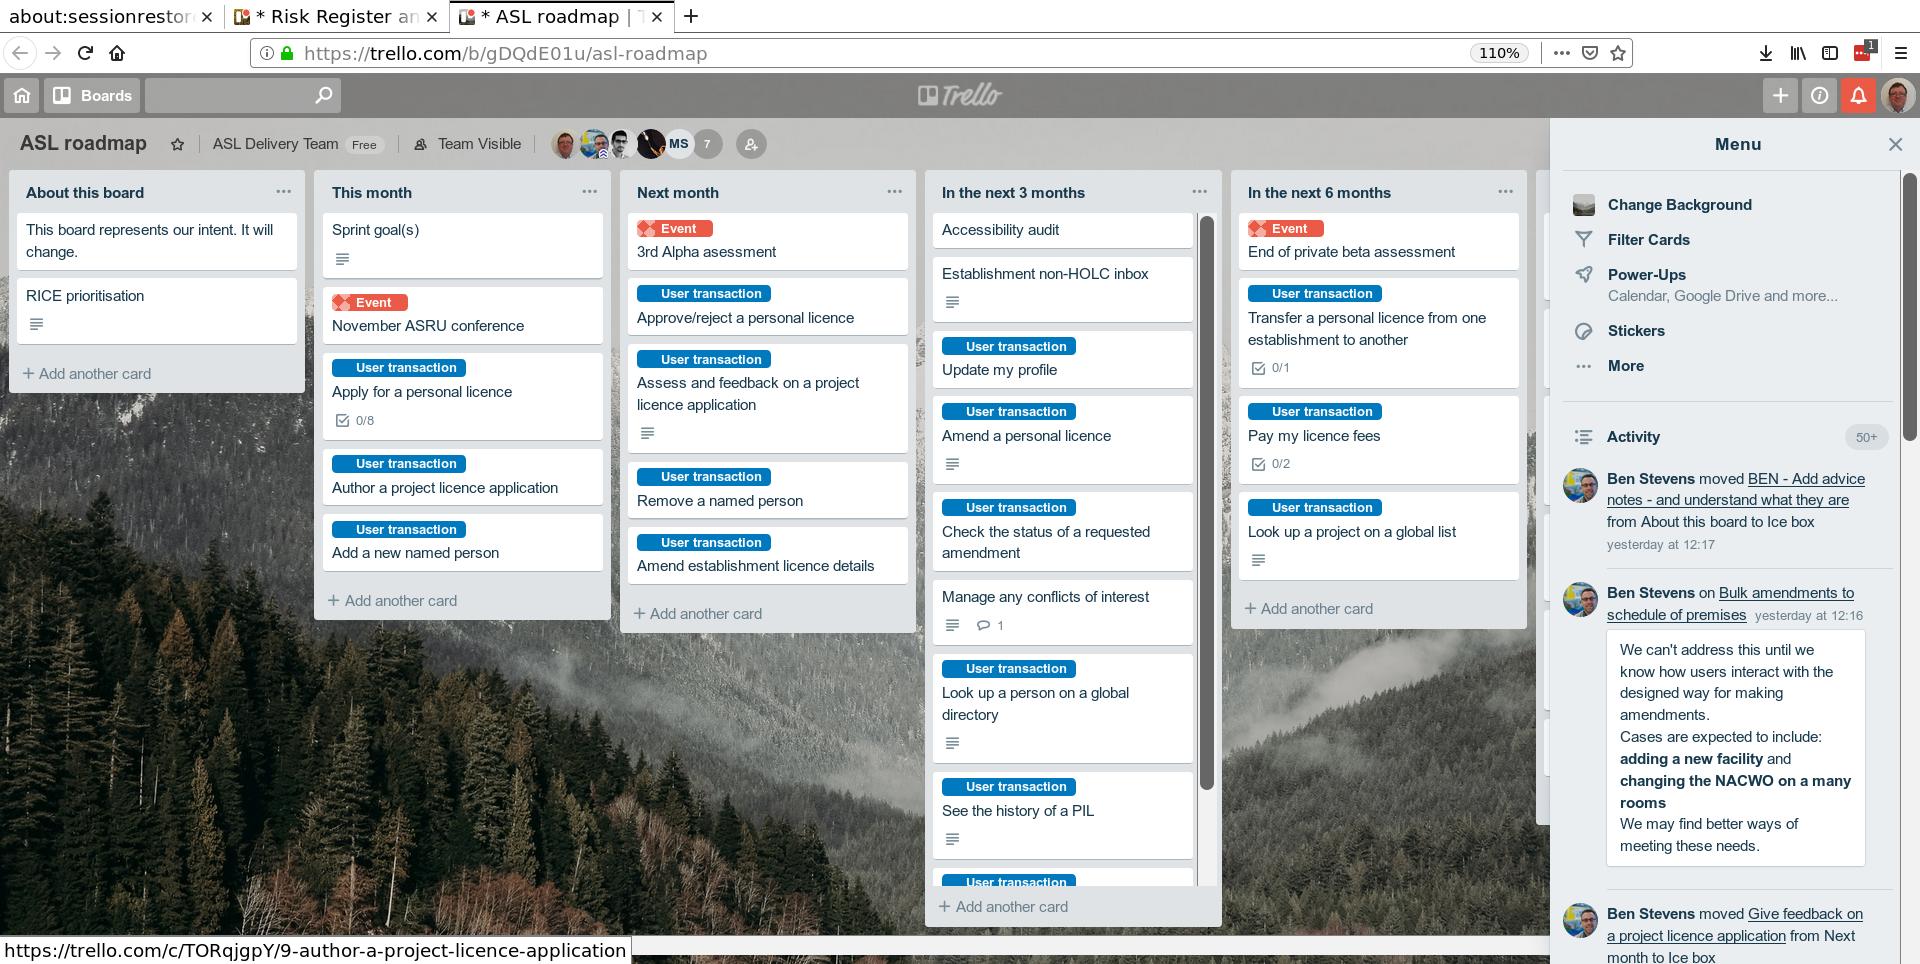 about:sessionrestor
* Risk Register an
* ASL roadmap |
https://trello.com/b/gDQdE01u/asl-roadmap
110%
1
Boards
Trello
ASL roadmap
ASL Delivery Team
Free
Team Visible
MS
7
About this board
This board represents our intent. It will
change.
RICE prioritisation
+ Add another card
This month
Sprint goal(s)
Event
November ASRU conference
User transaction
Apply for a personal licence
0/8
User transaction
Author a project licence application
User transaction
Add a new named person
+ Add another card
Next month
Event
3rd Alpha asessment
User transaction
Approve/reject a personal licence
User transaction
Assess and feedback on a project
licence application
User transaction
Remove a named person
User transaction
Amend establishment licence details
+ Add another card
In the next 3 months
Accessibility audit
Establishment non-HOLC inbox
User transaction
Update my profile
User transaction
Amend a personal licence
User transaction
Check the status of a requested
amendment
Manage any conflicts of interest
1
User transaction
Look up a person on a global
directory
User transaction
See the history of a PIL
User transaction
+ Add another card
In the next 6 months
Event
End of private beta assessment
User transaction
Transfer a personal licence from one
establishment to another
0/1
User transaction
Pay my licence fees
0/2
User transaction
Look up a project on a global list
+ Add another card
Menu
Change Background
Filter Cards
Power-Ups
Calendar, Google Drive and more...
Stickers
More
Activity
50+
Ben Stevens moved BEN - Add advice
notes - and understand what they are
from About this board to Ice box
yesterday at 12:17
Ben Stevens on Bulk amendments to
schedule of premises yesterday at 12:16
We can't address this until we
know how users interact with the
designed way for making
amendments.
Cases are expected to include:
adding a new facility and
changing the NACWO on a many
rooms
We may find better ways of
meeting these needs.
Ben Stevens moved Give feedback on
a project licence application from Next
month to Ice box
https://trello.com/c/TORqjgpY/9-author-a-project-licence-application